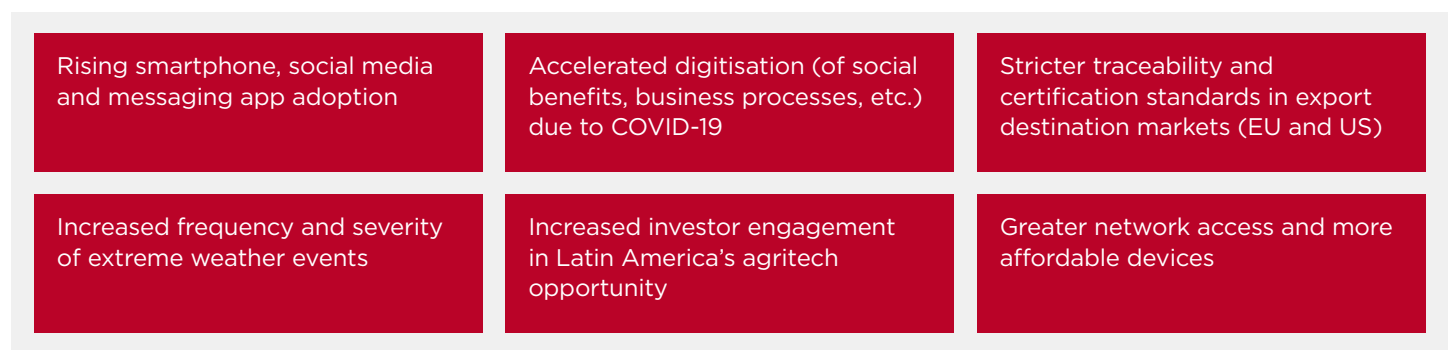 Rising smartphone, social media
and messaging app adoption
Accelerated digitisation (of social
benefits, business processes, etc.)
due to COVID-19
Stricter traceability and
certification standards in export
destination markets (EU and US)
Increased frequency and severity
of extreme weather events
Increased investor engagement
in Latin America’s agritech
opportunity
Greater network access and more
affordable devices